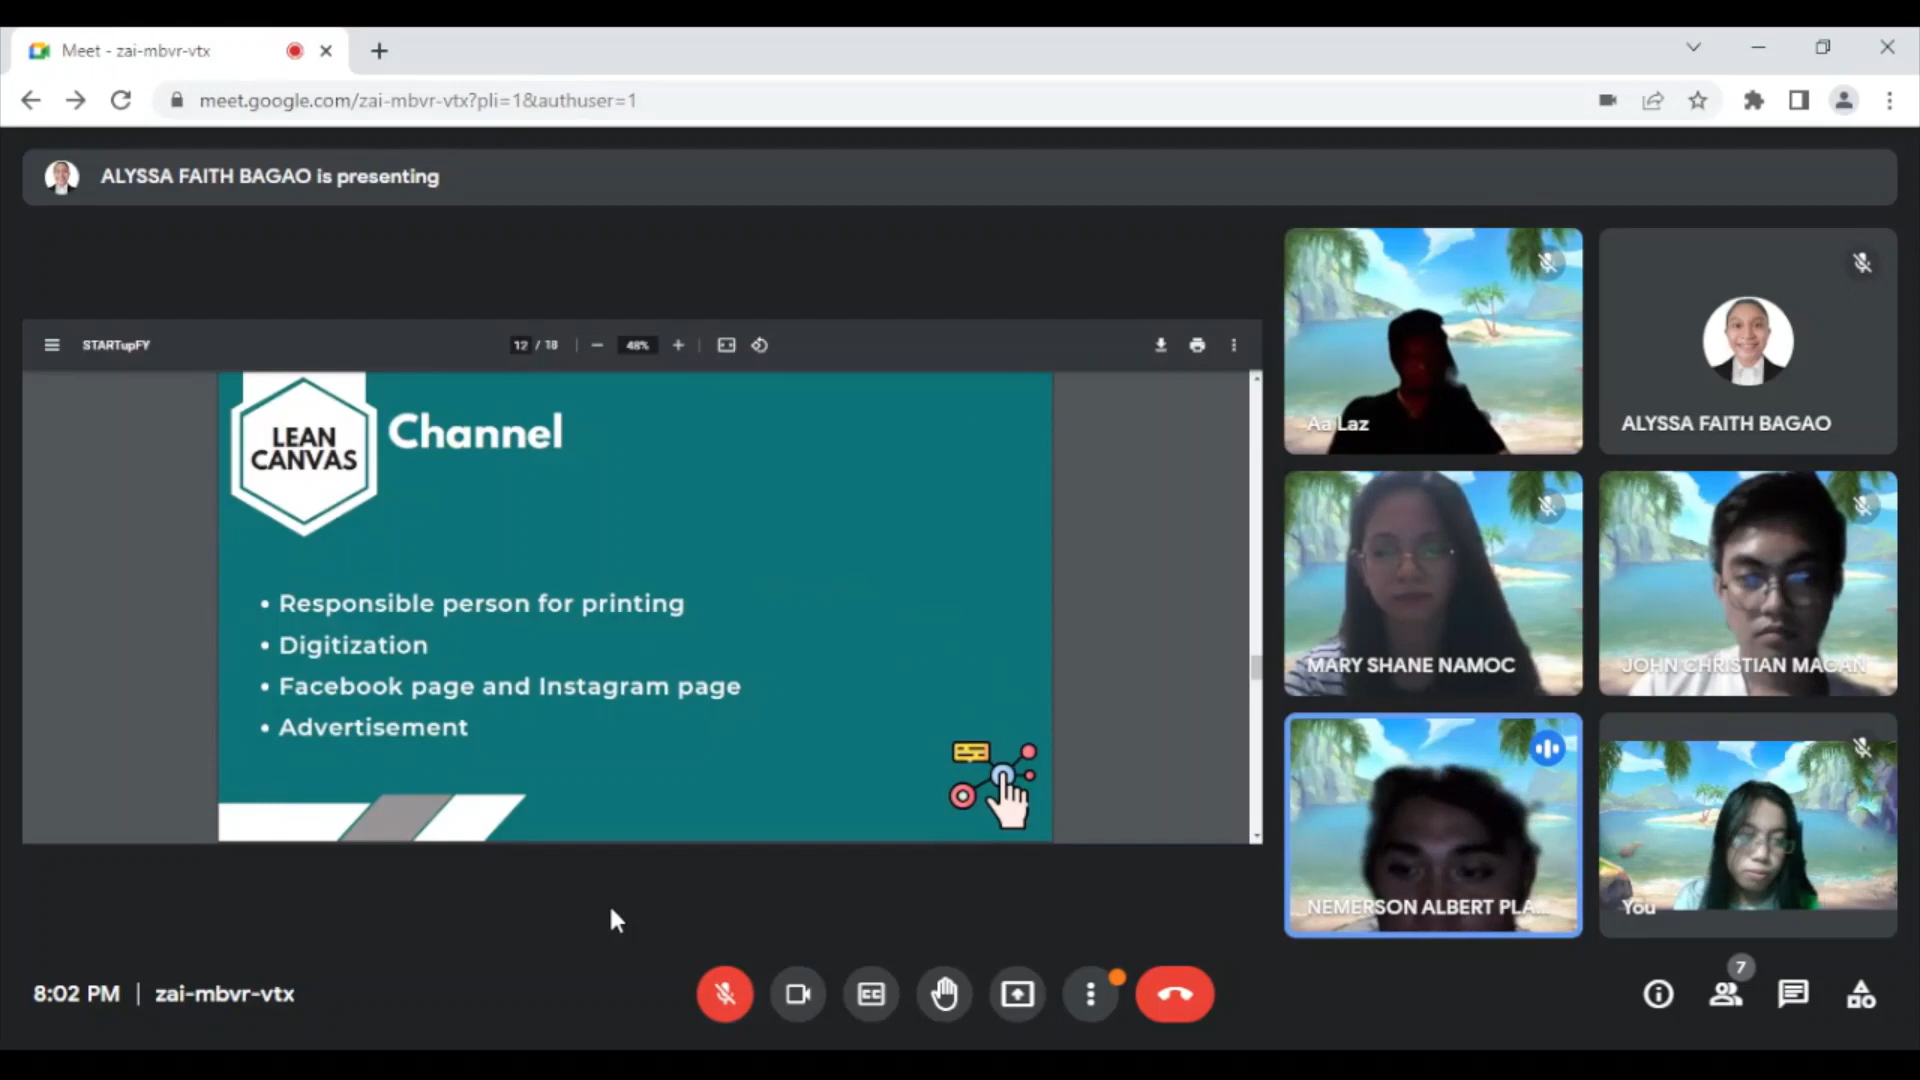 Meet - zai-mbvr-vtx
meet.google.com/zai-mbvr-vtx?pli=1&authuser=1
ALYSSA FAITH BAGAO is presenting
STARTupFY
12 / 18
48%
LEAN
CANVAS
Channel
• Responsible person for printing
• Digitization
• Facebook page and Instagram page
• Advertisement
Aa Laz
ALYSSA FAITH BAGAO
MARY SHANE NAMOC
JOHN CHRISTIAN MACAN
NEMERSON ALBERT PLA...
You
8:02 PM | zai-mbvr-vtx
CC
7